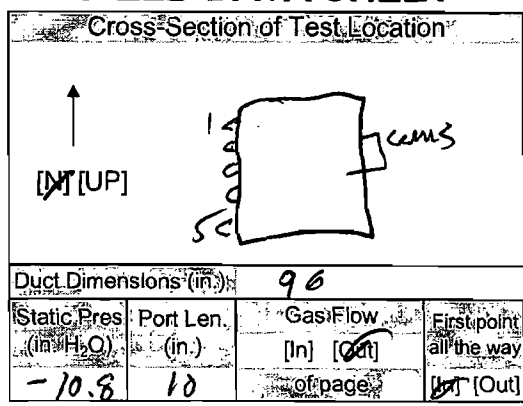 Cross-Section of Test Location
1
cems
[N] [UP]
5
Duct Dimensions (in.) 96
Static Pres (in. H2O) -10.8
Port Len. (in.) 10
Gas Flow [In] [Out] of page
First point all the way [In] [Out]